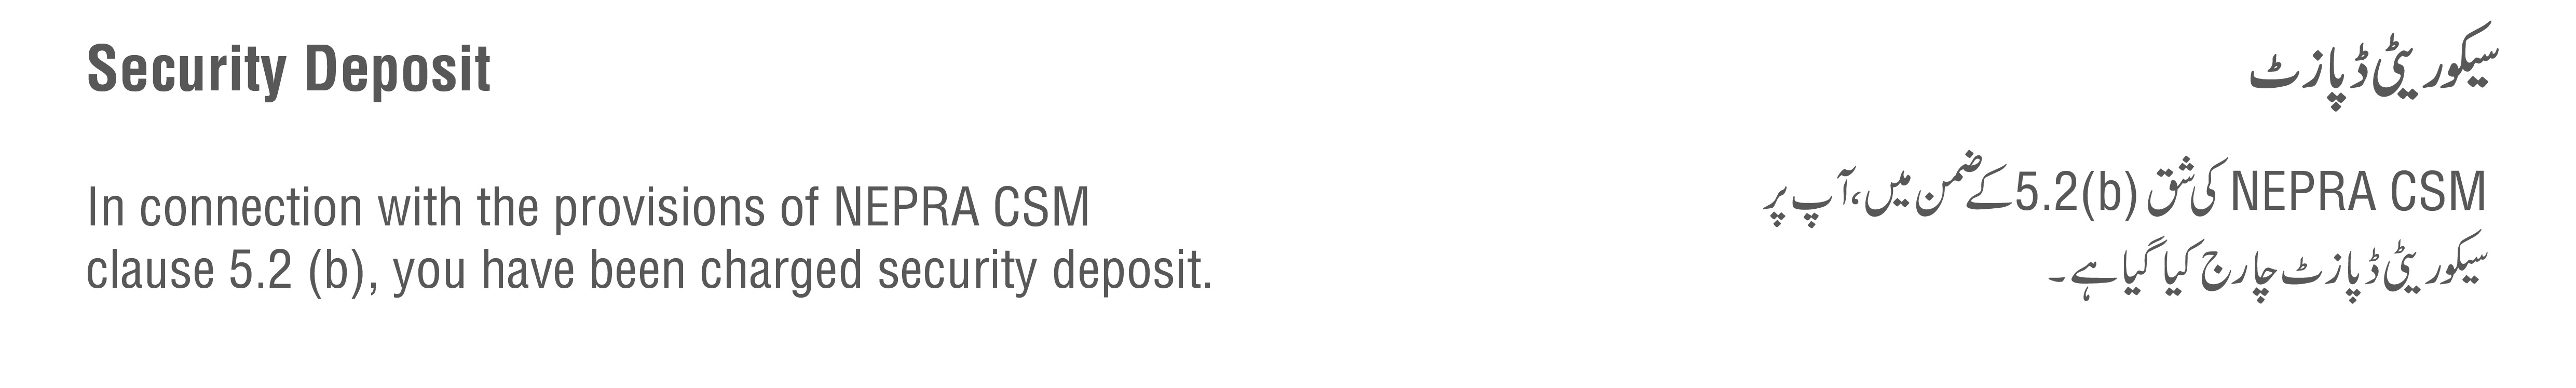 Security Deposit
In connection with the provisions of NEPRA CSM
clause 5.2 (b), you have been charged security deposit.
سیکوریٹی ڈپازٹ
NEPRA CSM کی شق 5.2(b) کے ضمن میں، آپ پر
سیکوریٹی ڈپازٹ چارج کیا گیا ہے۔